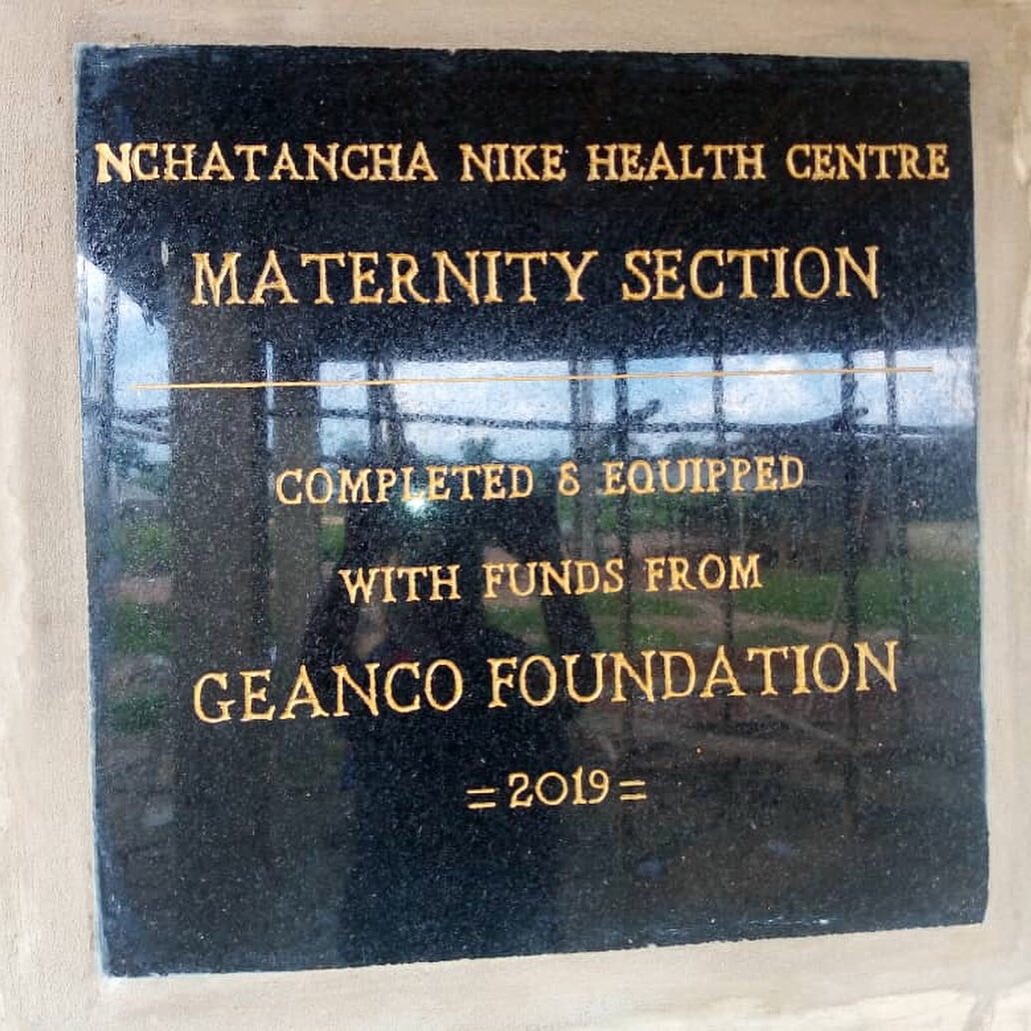 NCHATANCHA NIKE HEALTH CENTRE
MATERNITY SECTION
COMPLETED & EQUIPPED
WITH FUNDS FROM
GEANCO FOUNDATION
=2019=